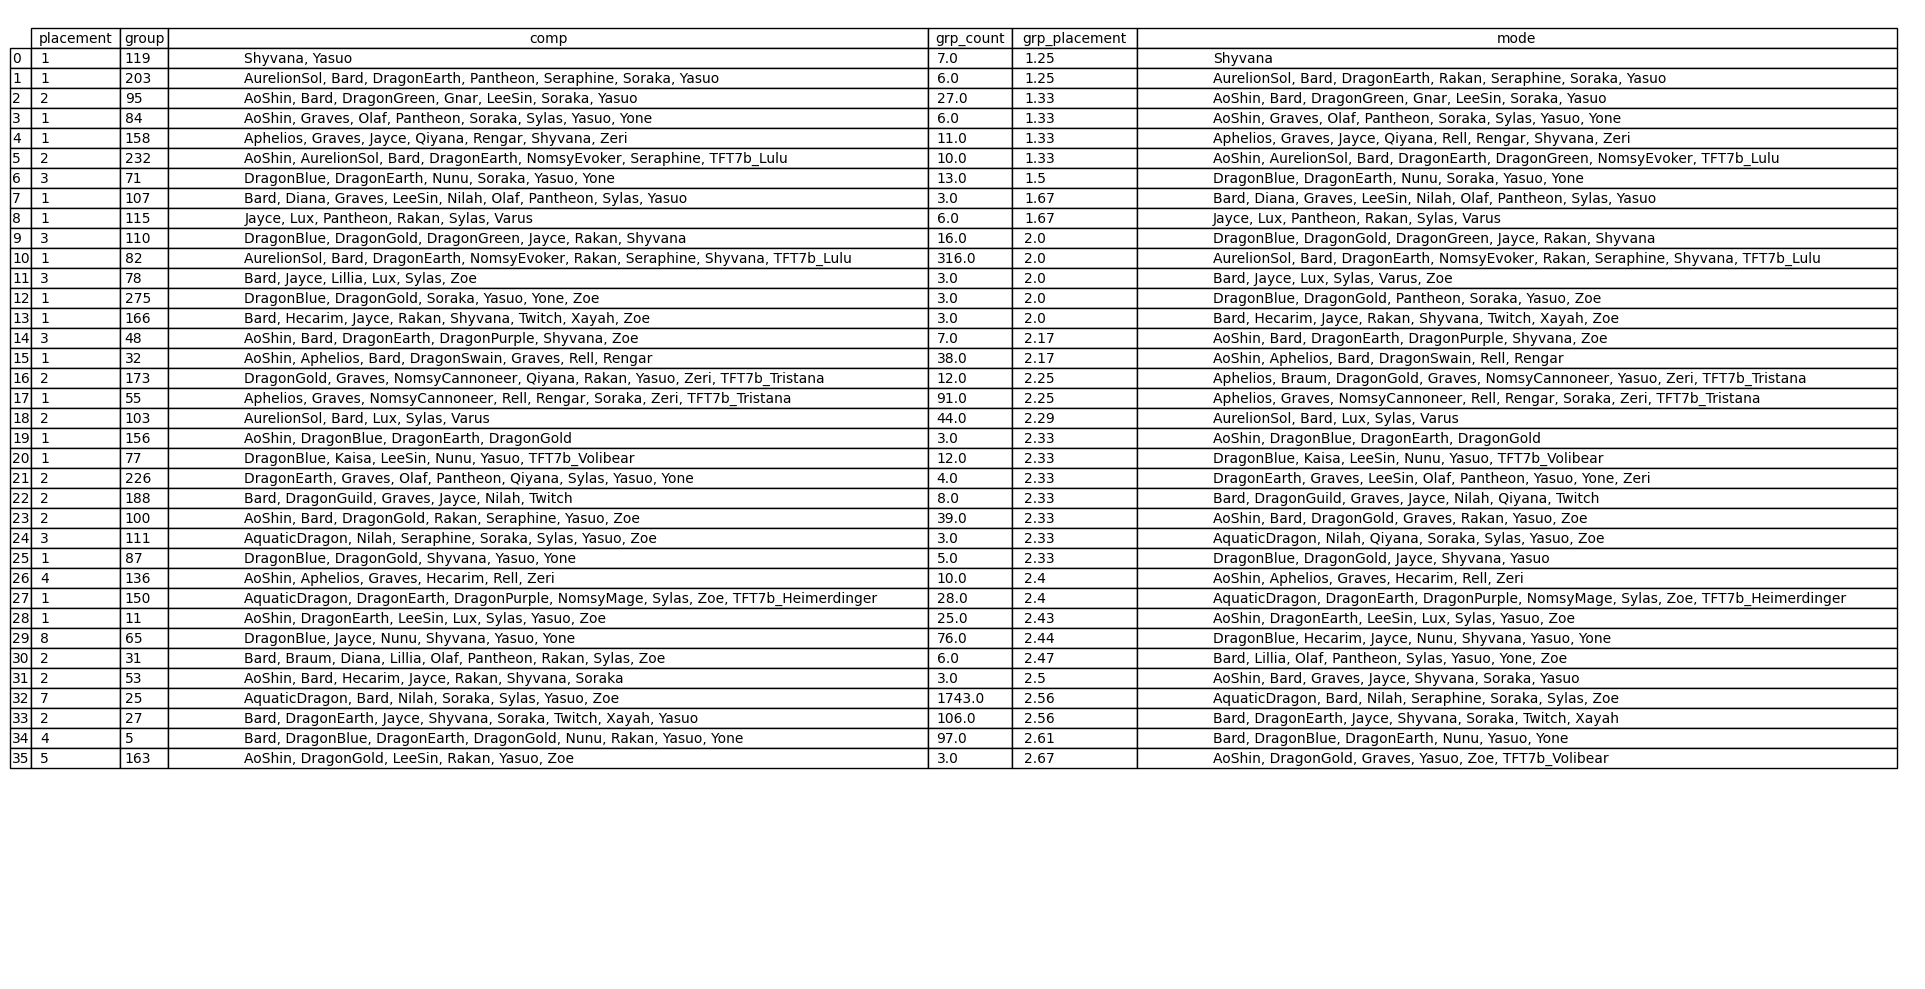 placement group comp grp_count grp_placement mode
0 1 119 Shyvana, Yasuo 7.0 1.25 Shyvana
1 1 203 AurelionSol, Bard, DragonEarth, Pantheon, Seraphine, Soraka, Yasuo 6.0 1.25 AurelionSol, Bard, DragonEarth, Rakan, Seraphine, Soraka, Yasuo
2 2 95 AoShin, Bard, DragonGreen, Gnar, LeeSin, Soraka, Yasuo 27.0 1.33 AoShin, Bard, DragonGreen, Gnar, LeeSin, Soraka, Yasuo
3 1 84 AoShin, Graves, Olaf, Pantheon, Soraka, Sylas, Yasuo, Yone 6.0 1.33 AoShin, Graves, Olaf, Pantheon, Soraka, Sylas, Yasuo, Yone
4 1 158 Aphelios, Graves, Jayce, Qiyana, Rengar, Shyvana, Zeri 11.0 1.33 Aphelios, Graves, Jayce, Qiyana, Rell, Rengar, Shyvana, Zeri
5 2 232 AoShin, AurelionSol, Bard, DragonEarth, NomsyEvoker, Seraphine, TFT7b_Lulu 10.0 1.33 AoShin, AurelionSol, Bard, DragonEarth, DragonGreen, NomsyEvoker, TFT7b_Lulu
6 3 71 DragonBlue, DragonEarth, Nunu, Soraka, Yasuo, Yone 13.0 1.5 DragonBlue, DragonEarth, Nunu, Soraka, Yasuo, Yone
7 1 107 Bard, Diana, Graves, LeeSin, Nilah, Olaf, Pantheon, Sylas, Yasuo 3.0 1.67 Bard, Diana, Graves, LeeSin, Nilah, Olaf, Pantheon, Sylas, Yasuo
8 1 115 Jayce, Lux, Pantheon, Rakan, Sylas, Varus 6.0 1.67 Jayce, Lux, Pantheon, Rakan, Sylas, Varus
9 3 110 DragonBlue, DragonGold, DragonGreen, Jayce, Rakan, Shyvana 16.0 2.0 DragonBlue, DragonGold, DragonGreen, Jayce, Rakan, Shyvana
10 1 82 AurelionSol, Bard, DragonEarth, NomsyEvoker, Rakan, Seraphine, Shyvana, TFT7b_Lulu 316.0 2.0 AurelionSol, Bard, DragonEarth, NomsyEvoker, Rakan, Seraphine, Shyvana, TFT7b_Lulu
11 3 78 Bard, Jayce, Lillia, Lux, Sylas, Zoe 3.0 2.0 Bard, Jayce, Lux, Sylas, Varus, Zoe
12 1 275 DragonBlue, DragonGold, Soraka, Yasuo, Yone, Zoe 3.0 2.0 DragonBlue, DragonGold, Pantheon, Soraka, Yasuo, Zoe
13 1 166 Bard, Hecarim, Jayce, Rakan, Shyvana, Twitch, Xayah, Zoe 3.0 2.0 Bard, Hecarim, Jayce, Rakan, Shyvana, Twitch, Xayah, Zoe
14 3 48 AoShin, Bard, DragonEarth, DragonPurple, Shyvana, Zoe 7.0 2.17 AoShin, Bard, DragonEarth, DragonPurple, Shyvana, Zoe
15 1 32 AoShin, Aphelios, Bard, DragonSwain, Graves, Rell, Rengar 38.0 2.17 AoShin, Aphelios, Bard, DragonSwain, Rell, Rengar
16 2 173 DragonGold, Graves, NomsyCannoneer, Qiyana, Rakan, Yasuo, Zeri, TFT7b_Tristana 12.0 2.25 Aphelios, Braum, DragonGold, Graves, NomsyCannoneer, Yasuo, Zeri, TFT7b_Tristana
17 1 55 Aphelios, Graves, NomsyCannoneer, Rell, Rengar, Soraka, Zeri, TFT7b_Tristana 91.0 2.25 Aphelios, Graves, NomsyCannoneer, Rell, Rengar, Soraka, Zeri, TFT7b_Tristana
18 2 103 AurelionSol, Bard, Lux, Sylas, Varus 44.0 2.29 AurelionSol, Bard, Lux, Sylas, Varus
19 1 156 AoShin, DragonBlue, DragonEarth, DragonGold 3.0 2.33 AoShin, DragonBlue, DragonEarth, DragonGold
20 1 77 DragonBlue, Kaisa, LeeSin, Nunu, Yasuo, TFT7b_Volibear 12.0 2.33 DragonBlue, Kaisa, LeeSin, Nunu, Yasuo, TFT7b_Volibear
21 2 226 DragonEarth, Graves, Olaf, Pantheon, Qiyana, Sylas, Yasuo, Yone 4.0 2.33 DragonEarth, Graves, LeeSin, Olaf, Pantheon, Yasuo, Yone, Zeri
22 2 188 Bard, DragonGuild, Graves, Jayce, Nilah, Twitch 8.0 2.33 Bard, DragonGuild, Graves, Jayce, Nilah, Qiyana, Twitch
23 2 100 AoShin, Bard, DragonGold, Rakan, Seraphine, Yasuo, Zoe 39.0 2.33 AoShin, Bard, DragonGold, Graves, Rakan, Yasuo, Zoe
24 3 111 AquaticDragon, Nilah, Seraphine, Soraka, Sylas, Yasuo, Zoe 3.0 2.33 AquaticDragon, Nilah, Qiyana, Soraka, Sylas, Yasuo, Zoe
25 1 87 DragonBlue, DragonGold, Shyvana, Yasuo, Yone 5.0 2.33 DragonBlue, DragonGold, Jayce, Shyvana, Yasuo
26 4 136 AoShin, Aphelios, Graves, Hecarim, Rell, Zeri 10.0 2.4 AoShin, Aphelios, Graves, Hecarim, Rell, Zeri
27 1 150 AquaticDragon, DragonEarth, DragonPurple, NomsyMage, Sylas, Zoe, TFT7b_Heimerdinger 28.0 2.4 AquaticDragon, DragonEarth, DragonPurple, NomsyMage, Sylas, Zoe, TFT7b_Heimerdinger
28 1 11 AoShin, DragonEarth, LeeSin, Lux, Sylas, Yasuo, Zoe 25.0 2.43 AoShin, DragonEarth, LeeSin, Lux, Sylas, Yasuo, Zoe
29 8 65 DragonBlue, Jayce, Nunu, Shyvana, Yasuo, Yone 76.0 2.44 DragonBlue, Hecarim, Jayce, Nunu, Shyvana, Yasuo, Yone
30 2 31 Bard, Braum, Diana, Lillia, Olaf, Pantheon, Rakan, Sylas, Zoe 6.0 2.47 Bard, Lillia, Olaf, Pantheon, Sylas, Yasuo, Yone, Zoe
31 2 53 AoShin, Bard, Hecarim, Jayce, Rakan, Shyvana, Soraka 3.0 2.5 AoShin, Bard, Graves, Jayce, Shyvana, Soraka, Yasuo
32 7 25 AquaticDragon, Bard, Nilah, Soraka, Sylas, Yasuo, Zoe 1743.0 2.56 AquaticDragon, Bard, Nilah, Seraphine, Soraka, Sylas, Zoe
33 2 27 Bard, DragonEarth, Jayce, Shyvana, Soraka, Twitch, Xayah, Yasuo 106.0 2.56 Bard, DragonEarth, Jayce, Shyvana, Soraka, Twitch, Xayah
34 4 5 Bard, DragonBlue, DragonEarth, DragonGold, Nunu, Rakan, Yasuo, Yone 97.0 2.61 Bard, DragonBlue, DragonEarth, Nunu, Yasuo, Yone
35 5 163 AoShin, DragonGold, LeeSin, Rakan, Yasuo, Zoe 3.0 2.67 AoShin, DragonGold, Graves, Yasuo, Zoe, TFT7b_Volibear